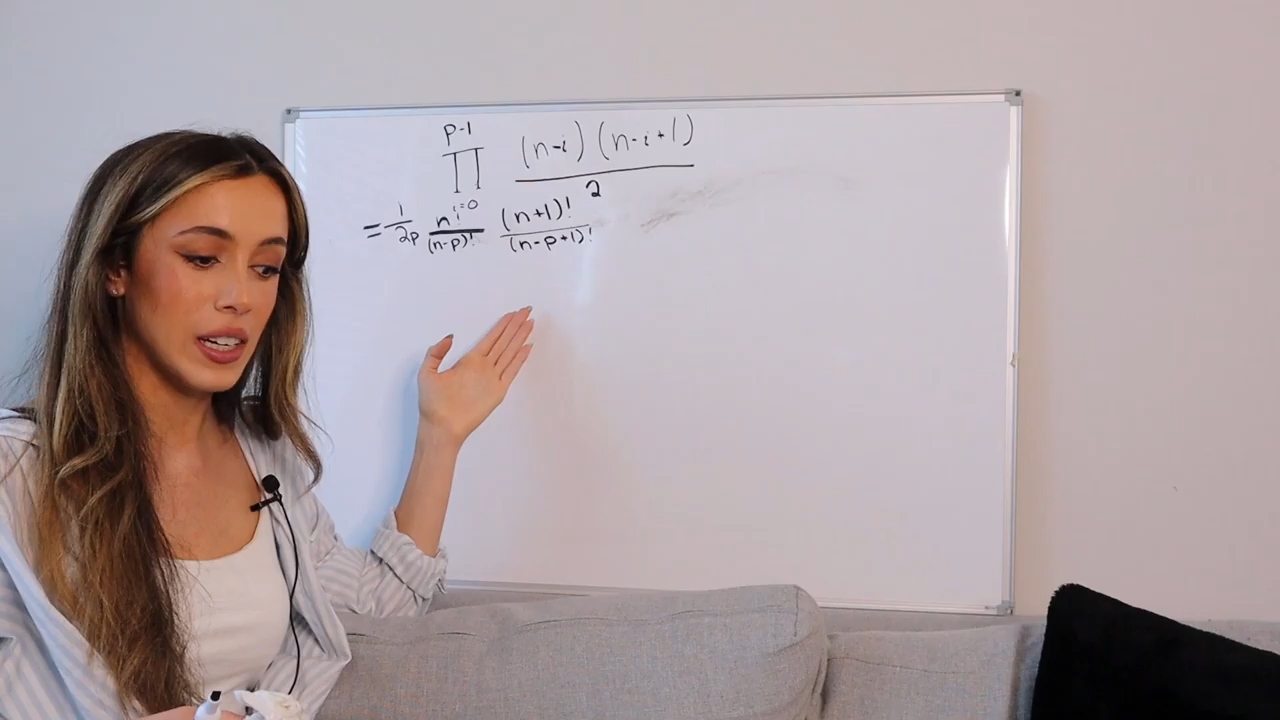 p-1
∏ (n-i)(n-i+1)
i=0 2
= 1/2p n!/(n-p)! (n+1)!/(n-p+1)!